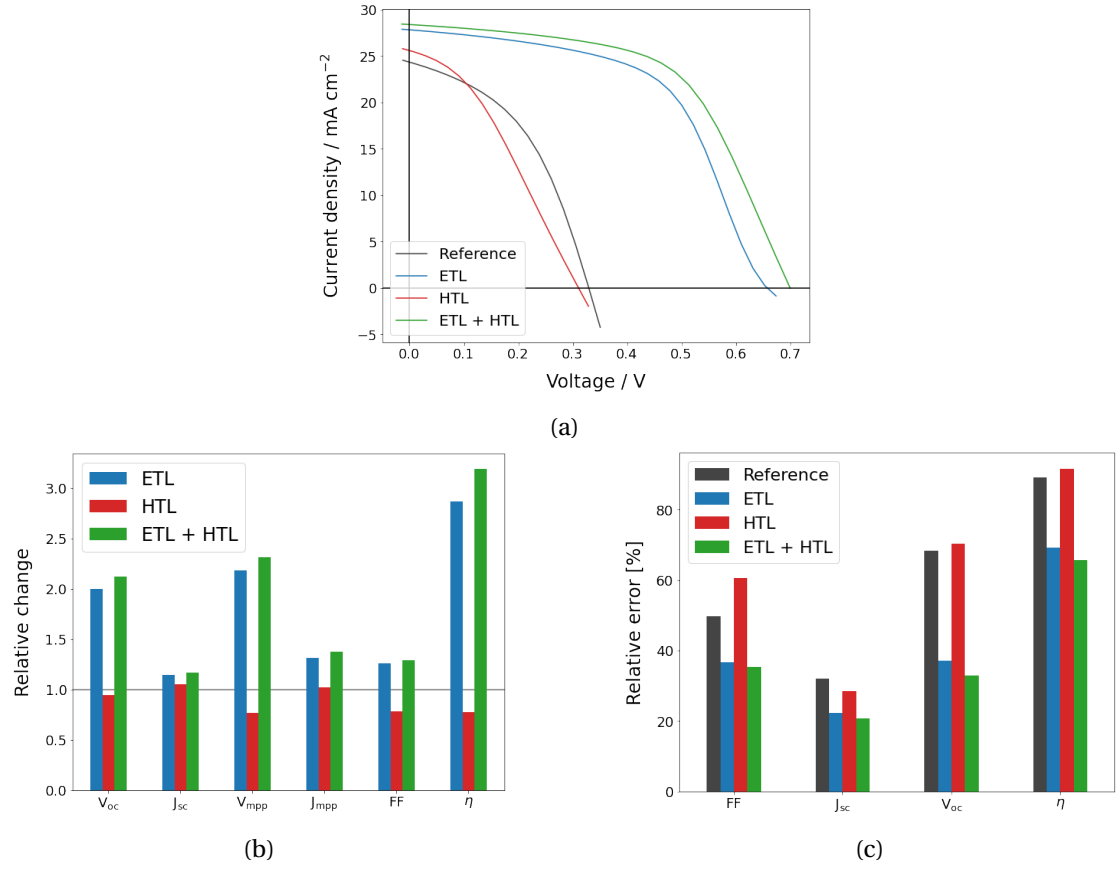 30
25
20
15
10
5
0
−5
Current density / mA cm⁻²
Reference
ETL
HTL
ETL + HTL
0.0 0.1 0.2 0.3 0.4 0.5 0.6 0.7
Voltage / V
(a)
3.0
2.5
2.0
1.5
1.0
0.5
0.0
Relative change
ETL
HTL
ETL + HTL
Voc Jsc Vmpp Jmpp FF η
(b)
80
60
40
20
0
Relative error [%]
Reference
ETL
HTL
ETL + HTL
FF Jsc Voc η
(c)